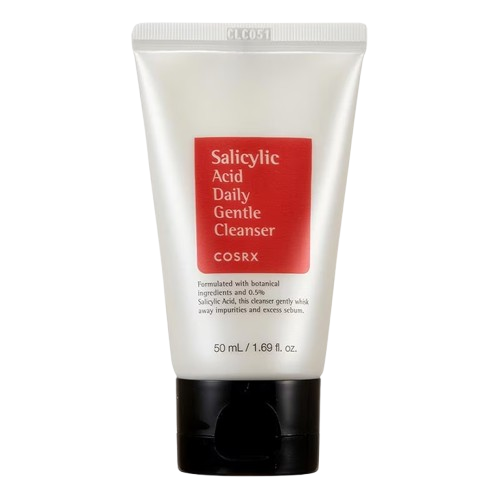 CLC051
Salicylic
Acid
Daily
Gentle
Cleanser
COSRX
Formulated with botanical
ingredients and 0.5%
Salicylic Acid, this cleanser gently whisk
away impurities and excess sebum.
50 mL / 1.69 fl. oz.